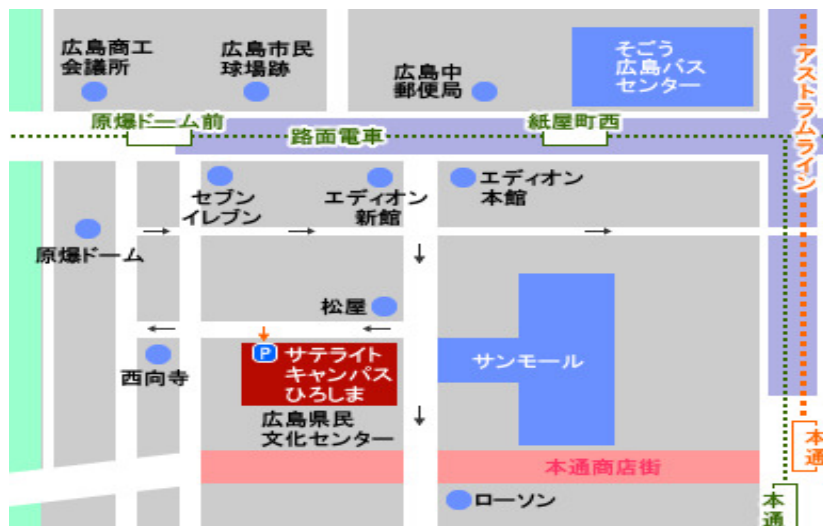 広島商工
会議所
広島市民
球場跡
広島中
郵便局
そごう
広島バス
センター
アストラムライン
原爆ドーム前
路面電車
紙屋町西
セブン
イレブン
エディオン
新館
エディオン
本館
原爆ドーム
松屋
西向寺
P
サテライト
キャンパス
ひろしま
サンモール
広島県民
文化センター
本通商店街
本通
ローソン
本通